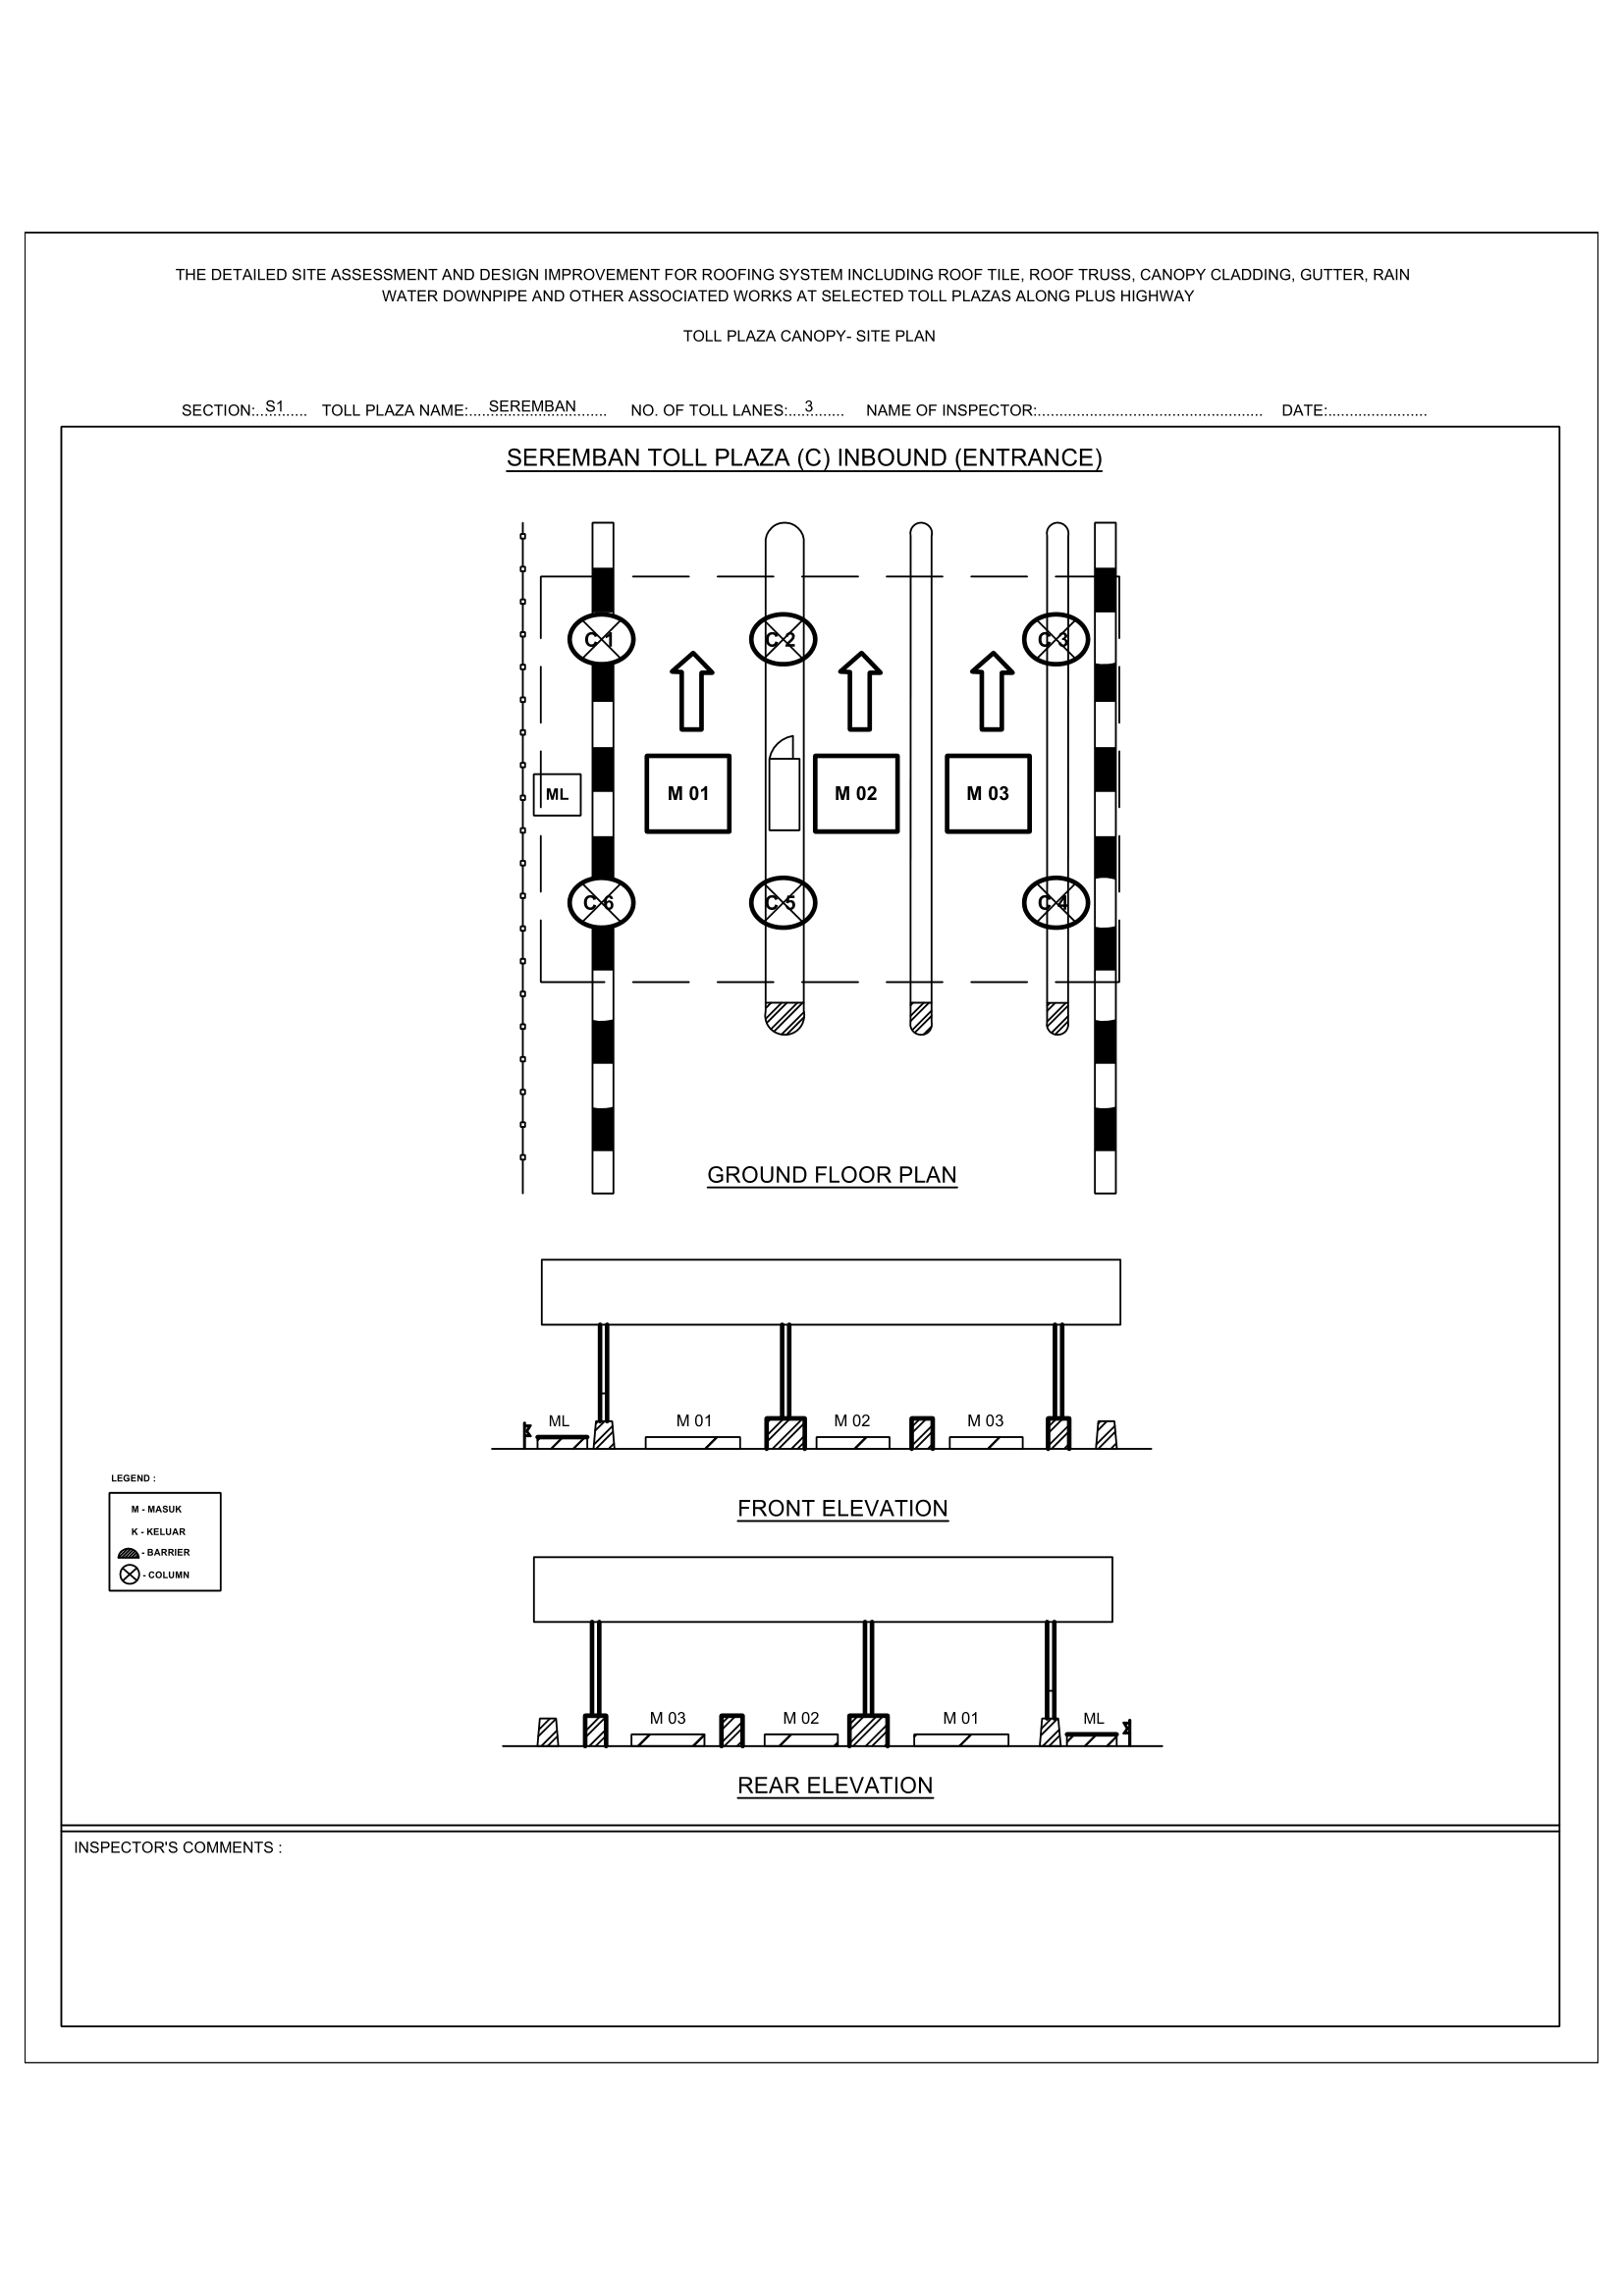 THE DETAILED SITE ASSESSMENT AND DESIGN IMPROVEMENT FOR ROOFING SYSTEM INCLUDING ROOF TILE, ROOF TRUSS, CANOPY CLADDING, GUTTER, RAIN
WATER DOWNPIPE AND OTHER ASSOCIATED WORKS AT SELECTED TOLL PLAZAS ALONG PLUS HIGHWAY
TOLL PLAZA CANOPY- SITE PLAN
SECTION:...S1...... TOLL PLAZA NAME:.....SEREMBAN....... NO. OF TOLL LANES:....3....... NAME OF INSPECTOR:.................................................... DATE:.......................
SEREMBAN TOLL PLAZA (C) INBOUND (ENTRANCE)
C 1 C 2 C 3
ML M 01 M 02 M 03
C 6 C 5 C 4
GROUND FLOOR PLAN
ML M 01 M 02 M 03
FRONT ELEVATION
LEGEND :
M - MASUK
K - KELUAR
- BARRIER
- COLUMN
M 03 M 02 M 01 ML
REAR ELEVATION
INSPECTOR'S COMMENTS :